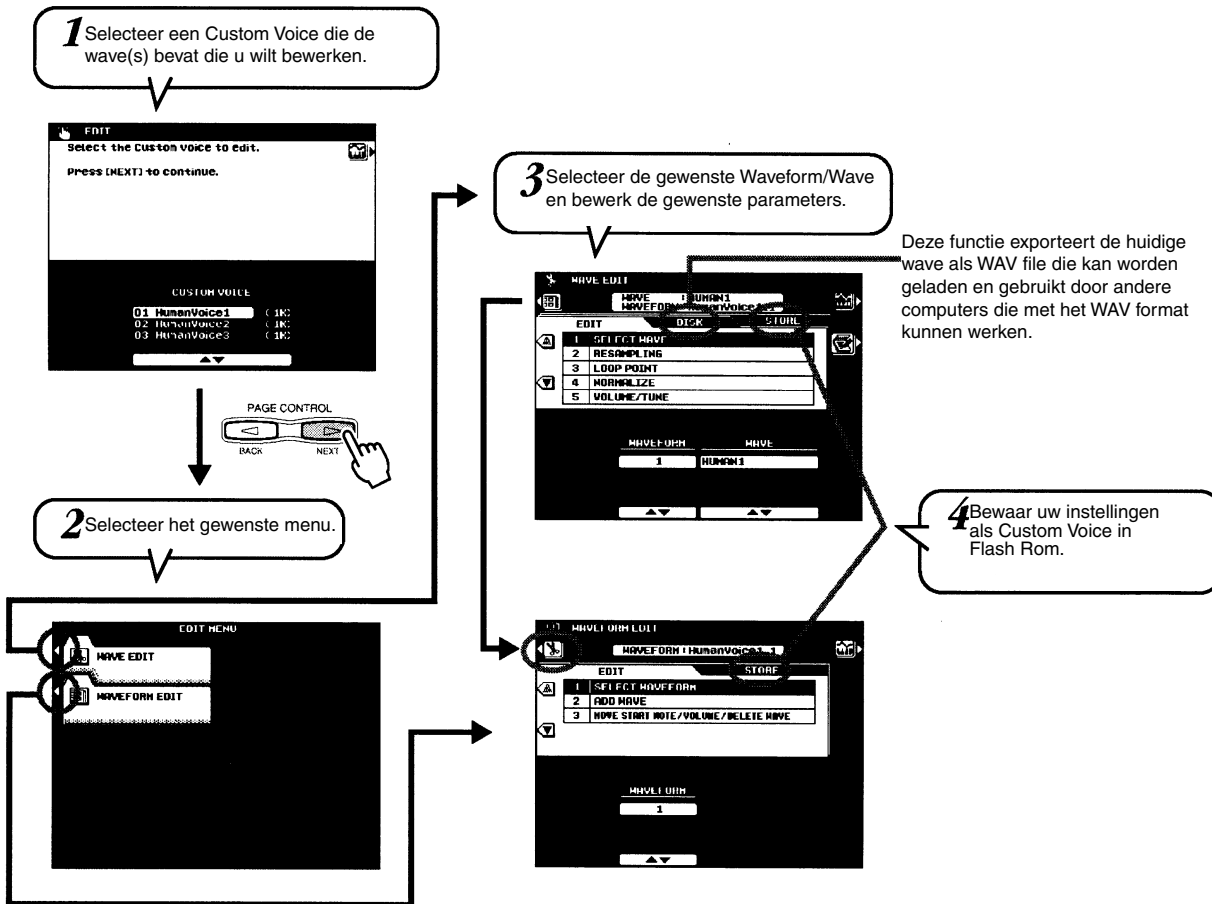 1 Selecteer een Custom Voice die de
wave(s) bevat die u wilt bewerken.
EDIT
Select the Custom voice to edit.
Press [NEXT] to continue.
CUSTOM VOICE
01 HumanVoice1 ( 1K)
02 HumanVoice2 ( 1K)
03 HumanVoice3 ( 1K)
PAGE CONTROL
BACK NEXT
2 Selecteer het gewenste menu.
EDIT MENU
WAVE EDIT
WAVEFORM EDIT
3 Selecteer de gewenste Waveform/Wave
en bewerk de gewenste parameters.
WAVE EDIT
WAVE :HUMAN1
WAVEFORM:HumanVoice1
EDIT DISK STORE
1 SELECT WAVE
2 RESAMPLING
3 LOOP POINT
4 NORMALIZE
5 VOLUME/TUNE
WAVEFORM WAVE
1 HUMAN1
Deze functie exporteert de huidige
wave als WAV file die kan worden
geladen en gebruikt door andere
computers die met het WAV format
kunnen werken.
4 Bewaar uw instellingen
als Custom Voice in
Flash Rom.
WAVEFORM EDIT
WAVEFORM:HumanVoice1 1
EDIT STORE
1 SELECT WAVEFORM
2 ADD WAVE
3 MOVE START NOTE/VOLUME/DELETE WAVE
WAVEFORM
1